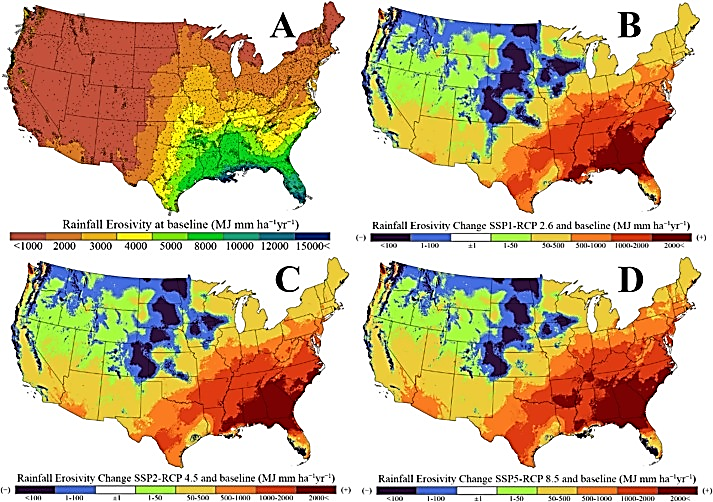 A
B
Rainfall Erosivity at baseline (MJ mm ha⁻¹yr⁻¹)
<1000 2000 3000 4000 5000 8000 10000 12000 15000<
Rainfall Erosivity Change SSP1-RCP 2.6 and baseline (MJ mm ha⁻¹yr⁻¹)
(−) (+)
<100 1-100 ±1 1-50 50-500 500-1000 1000-2000 2000<
C
D
Rainfall Erosivity Change SSP2-RCP 4.5 and baseline (MJ mm ha⁻¹yr⁻¹)
(−) (+)
<100 1-100 ±1 1-50 50-500 500-1000 1000-2000 2000<
Rainfall Erosivity Change SSP5-RCP 8.5 and baseline (MJ mm ha⁻¹yr⁻¹)
(−) (+)
<100 1-100 ±1 1-50 50-500 500-1000 1000-2000 2000<